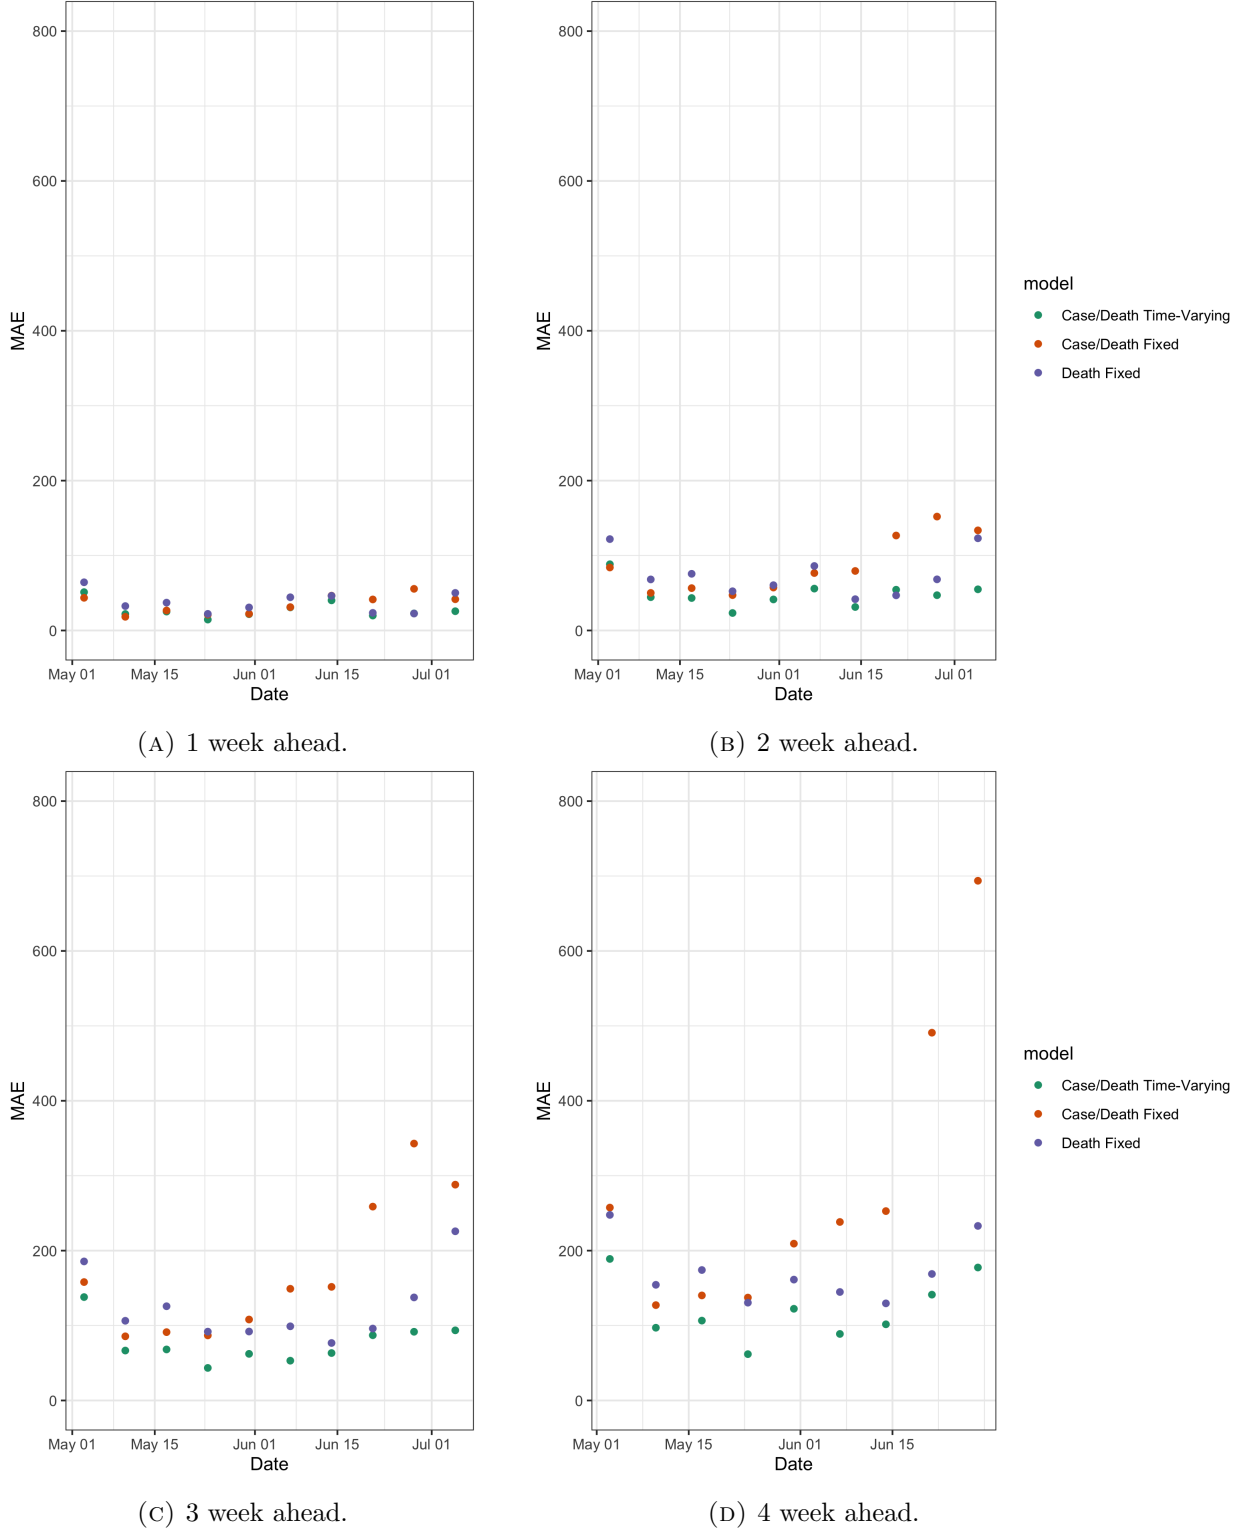 800
600
400
200
0
MAE
May 01 May 15 Jun 01 Jun 15 Jul 01
Date
(A) 1 week ahead.
800
600
400
200
0
MAE
May 01 May 15 Jun 01 Jun 15 Jul 01
Date
(B) 2 week ahead.
model
Case/Death Time-Varying
Case/Death Fixed
Death Fixed
800
600
400
200
0
MAE
May 01 May 15 Jun 01 Jun 15 Jul 01
Date
(C) 3 week ahead.
800
600
400
200
0
MAE
May 01 May 15 Jun 01 Jun 15
Date
(D) 4 week ahead.
model
Case/Death Time-Varying
Case/Death Fixed
Death Fixed